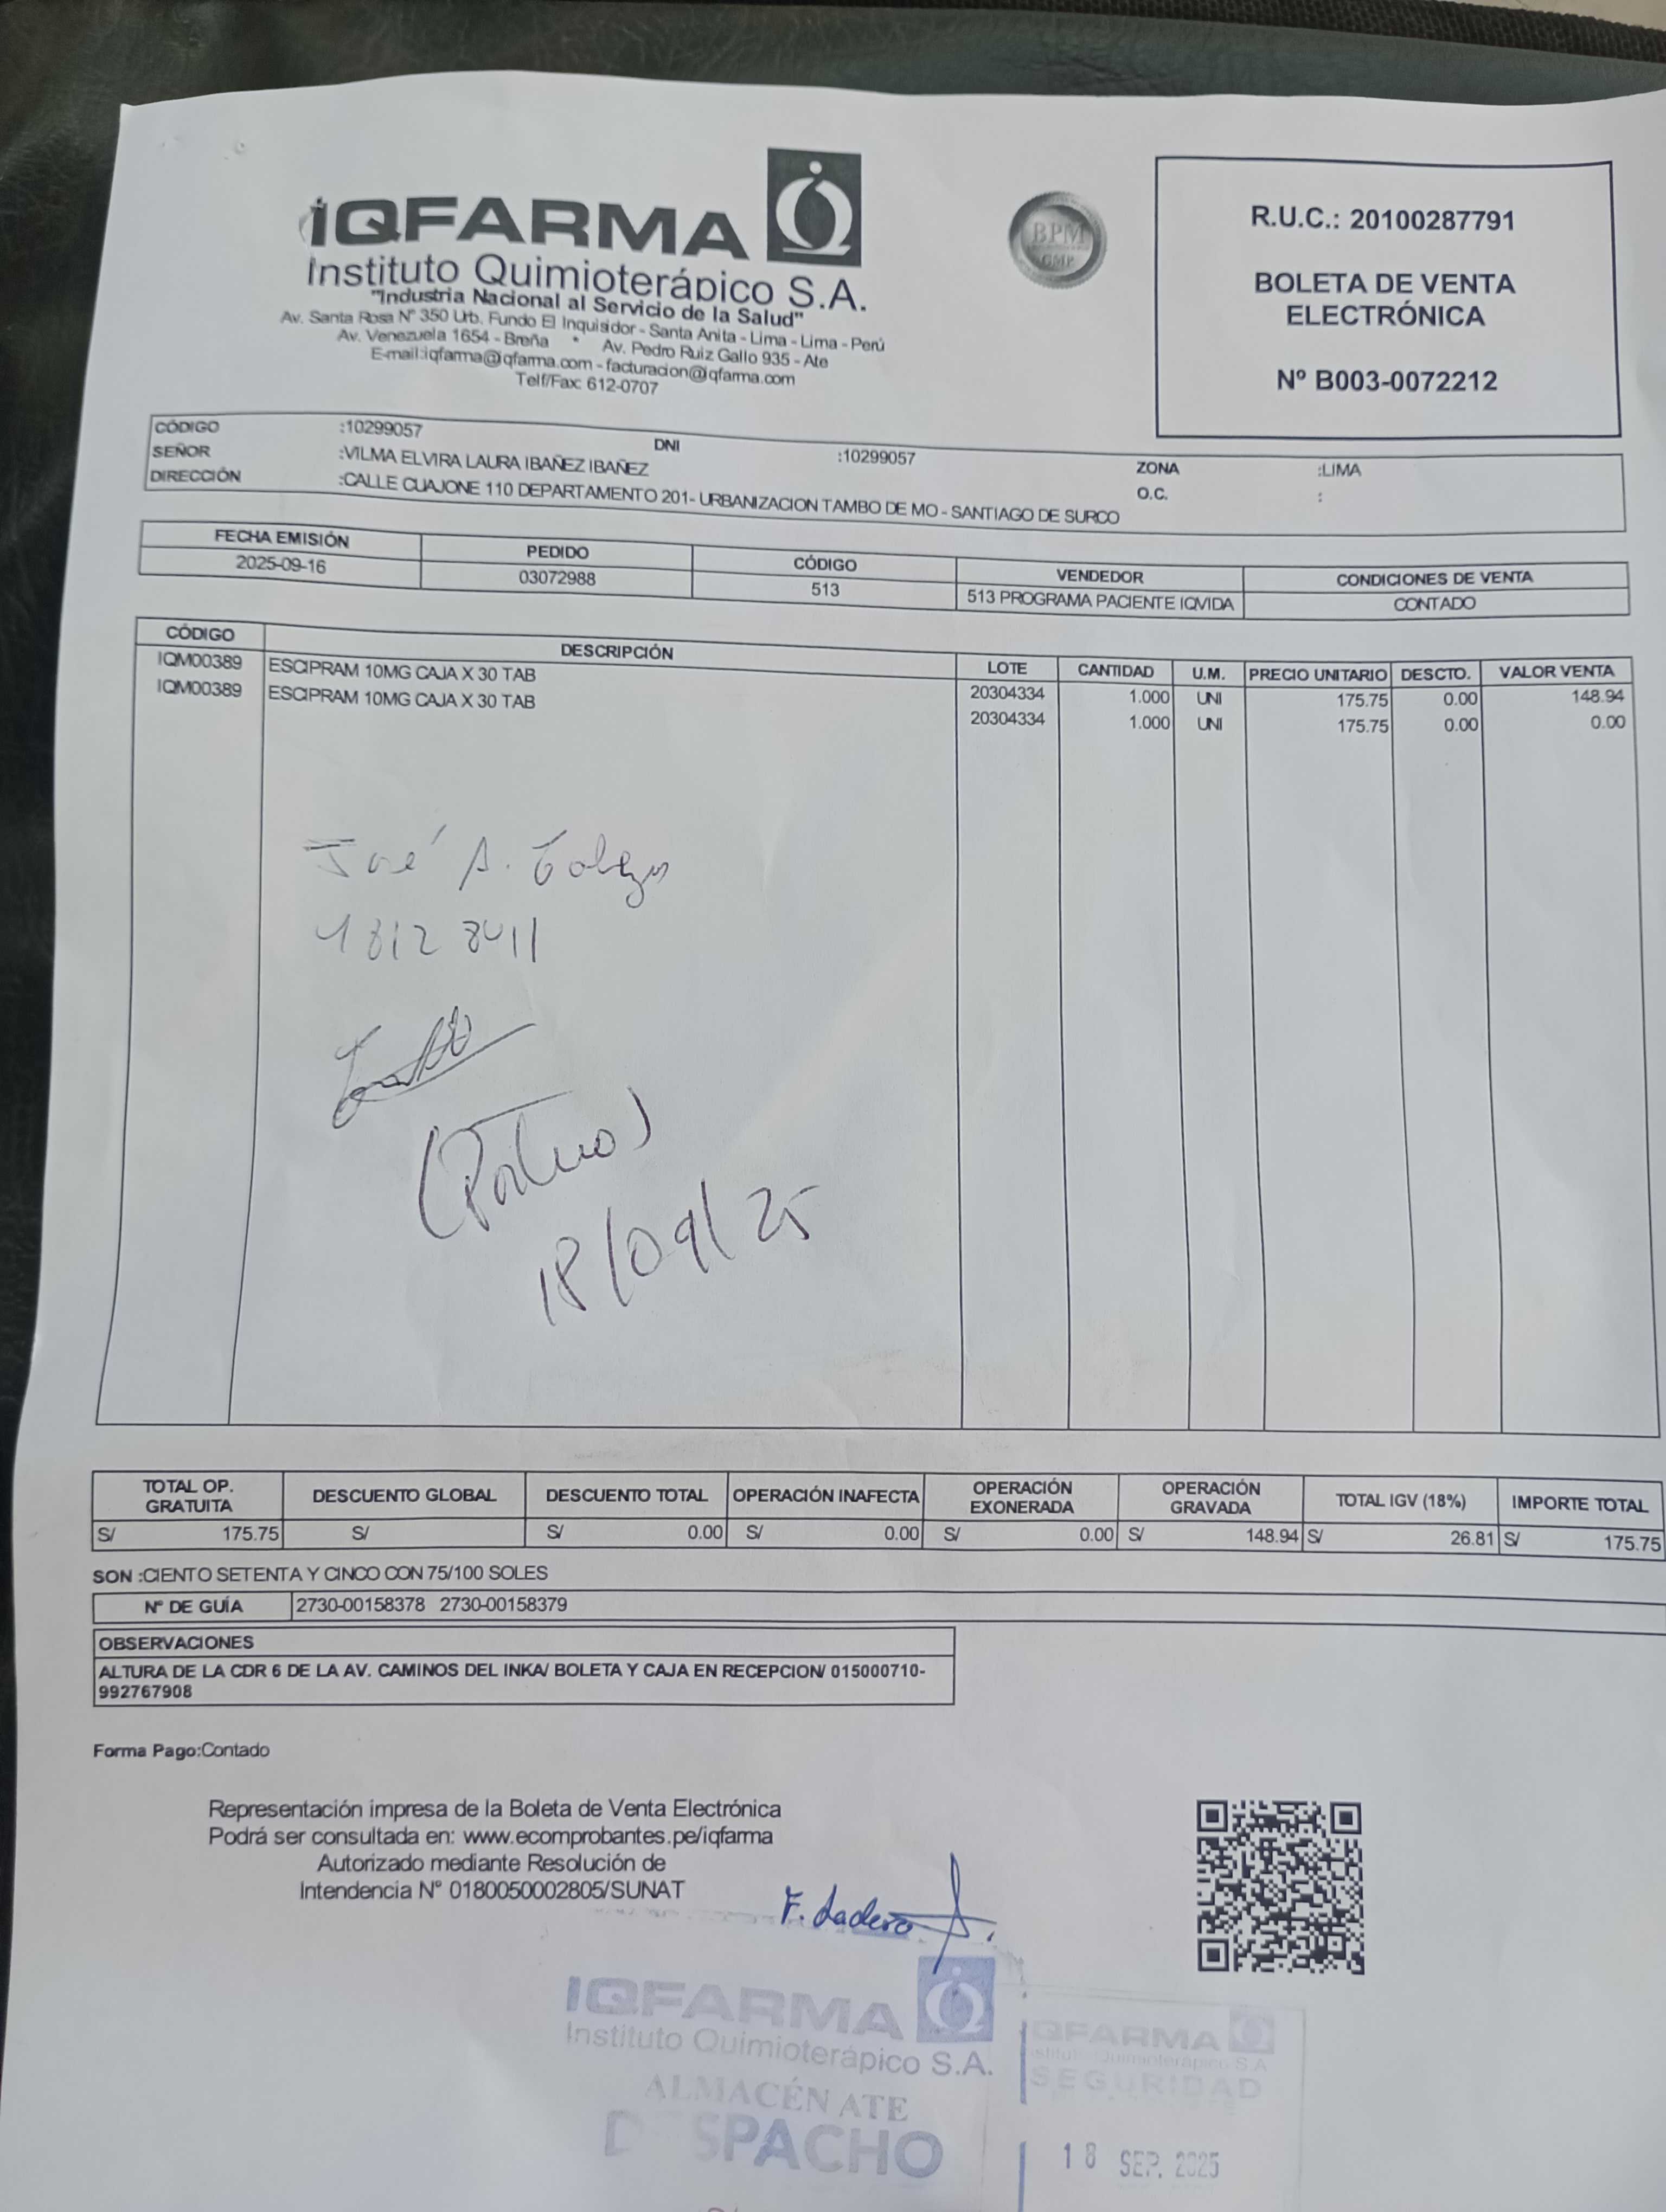 IQFARMA
Instituto Quimioterápico S.A.
"Industria Nacional al Servicio de la Salud"
Av. Santa Rosa N° 350 Urb. Fundo El Inquisidor - Santa Anita - Lima - Lima - Perú
Av. Venezuela 1654 - Breña * Av. Pedro Ruiz Gallo 935 - Ate
E-mail:iqfarma@iqfarma.com - facturacion@iqfarma.com
Telf/Fax: 612-0707
BPM
GMP
R.U.C.: 20100287791
BOLETA DE VENTA
ELECTRÓNICA
Nº B003-0072212
CÓDIGO :10299057 DNI :10299057 ZONA :LIMA
SEÑOR :VILMA ELVIRA LAURA IBAÑEZ IBAÑEZ O.C. :
DIRECCIÓN :CALLE CUAJONE 110 DEPARTAMENTO 201- URBANIZACION TAMBO DE MO - SANTIAGO DE SURCO
FECHA EMISIÓN PEDIDO CÓDIGO VENDEDOR CONDICIONES DE VENTA
2025-09-16 03072988 513 513 PROGRAMA PACIENTE IQVIDA CONTADO
CÓDIGO DESCRIPCIÓN LOTE CANTIDAD U.M. PRECIO UNITARIO DESCTO. VALOR VENTA
IQM00389 ESCIPRAM 10MG CAJA X 30 TAB 20304334 1.000 UNI 175.75 0.00 148.94
IQM00389 ESCIPRAM 10MG CAJA X 30 TAB 20304334 1.000 UNI 175.75 0.00 0.00
José A.
48128411
18/09/25
TOTAL OP. GRATUITA DESCUENTO GLOBAL DESCUENTO TOTAL OPERACIÓN INAFECTA OPERACIÓN EXONERADA OPERACIÓN GRAVADA TOTAL IGV (18%) IMPORTE TOTAL
S/ 175.75 S/ S/ 0.00 S/ 0.00 S/ 0.00 S/ 148.94 S/ 26.81 S/ 175.75
SON :CIENTO SETENTA Y CINCO CON 75/100 SOLES
Nº DE GUÍA 2730-00158378 2730-00158379
OBSERVACIONES
ALTURA DE LA CDR 6 DE LA AV. CAMINOS DEL INKA/ BOLETA Y CAJA EN RECEPCION/ 015000710-
992767908
Forma Pago:Contado
Representación impresa de la Boleta de Venta Electrónica
Podrá ser consultada en: www.ecomprobantes.pe/iqfarma
Autorizado mediante Resolución de
Intendencia N° 0180050002805/SUNAT
F. Ladero
IQFARMA
Instituto Quimioterápico S.A.
ALMACÉN ATE
DESPACHO
IQFARMA
Instituto Quimioterápico S.A
SEGURIDAD
18 SEP. 2025